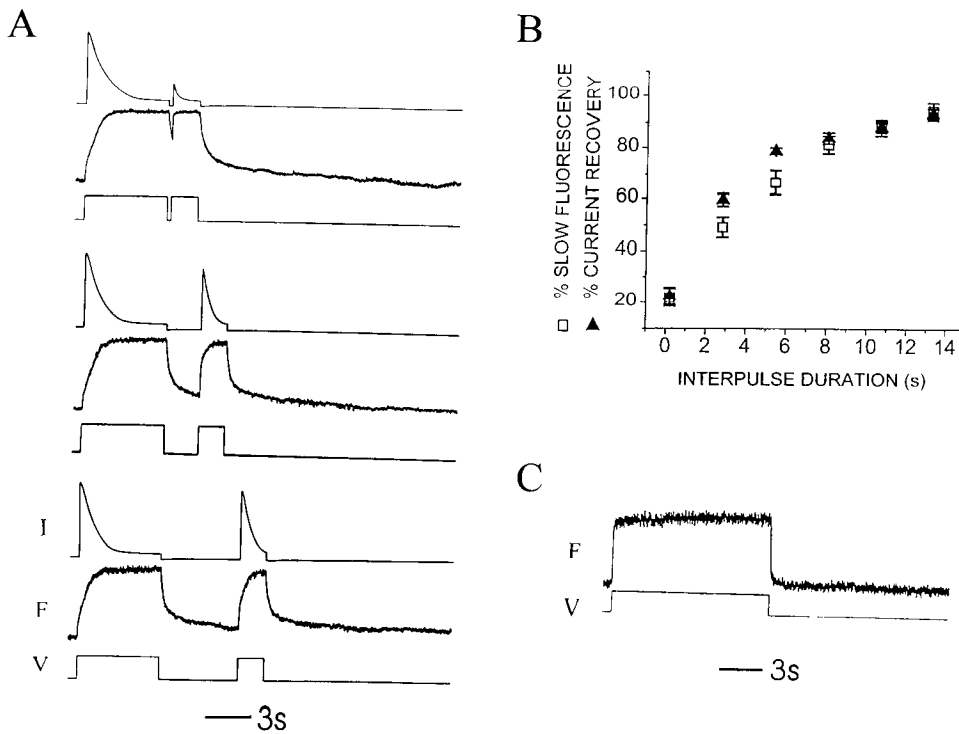 A
I
F
V
3s
B
% SLOW FLUORESCENCE
% CURRENT RECOVERY
100
80
60
40
20
0 2 4 6 8 10 12 14
INTERPULSE DURATION (s)
C
F
V
3s